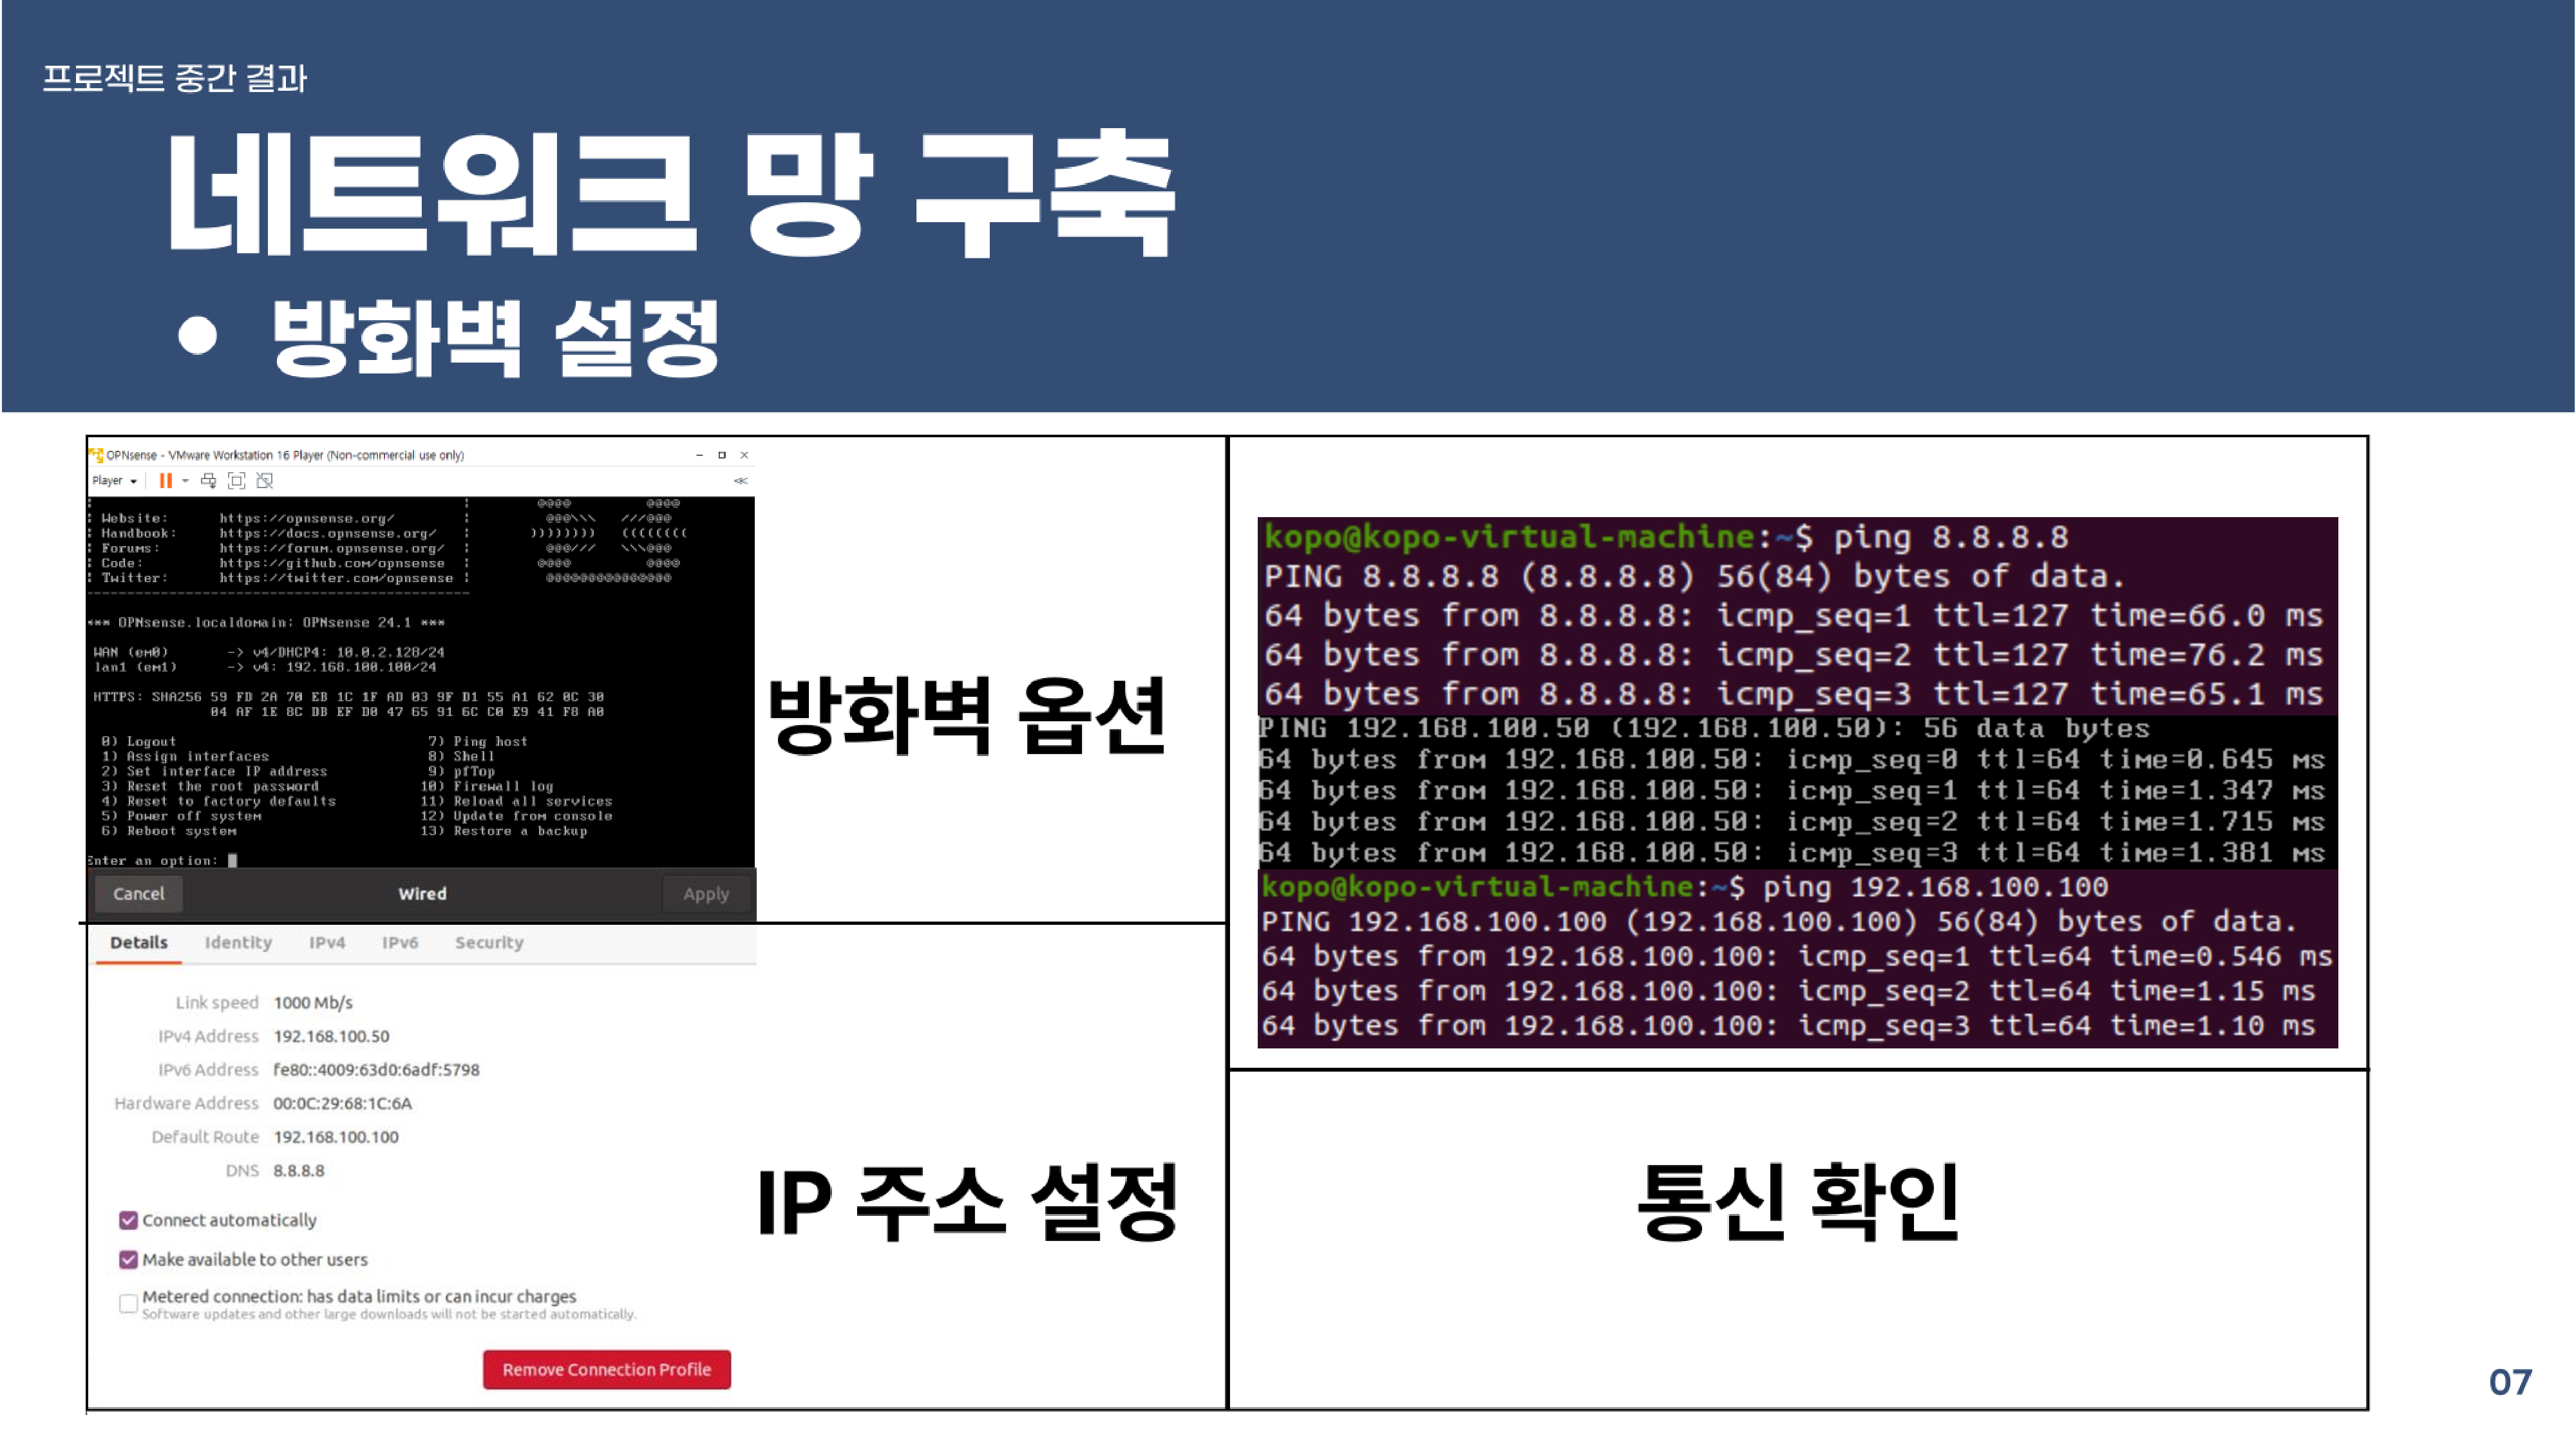 프로젝트 중간 결과
네트워크 망 구축
• 방화벽 설정
OPNsense - VMware Workstation 16 Player (Non-commercial use only)
Player
| Website: https://opnsense.org/ | @@@@ @@@@
| Handbook: https://docs.opnsense.org/ | @@@\\\ ///@@@
| Forums: https://forum.opnsense.org/ | )))))))) ((((((((
| Code: https://github.com/opnsense | @@@/// \\\@@@
| Twitter: https://twitter.com/opnsense | @@@@ @@@@
@@@@@@@@@@@@@@@
*** OPNsense.localdomain: OPNsense 24.1 ***
WAN (em0) -> v4/DHCP4: 10.0.2.128/24
lan1 (em1) -> v4: 192.168.100.100/24
HTTPS: SHA256 59 FD 2A 70 EB 1C 1F AD 03 9F D1 55 A1 62 0C 30
04 AF 1E 8C DB EF D0 47 65 91 6C C0 E9 41 F8 A0
0) Logout 7) Ping host
1) Assign interfaces 8) Shell
2) Set interface IP address 9) pfTop
3) Reset the root password 10) Firewall log
4) Reset to factory defaults 11) Reload all services
5) Power off system 12) Update from console
6) Reboot system 13) Restore a backup
Enter an option:
방화벽 옵션
Cancel Wired Apply
Details Identity IPv4 IPv6 Security
Link speed 1000 Mb/s
IPv4 Address 192.168.100.50
IPv6 Address fe80::4009:63d0:6adf:5798
Hardware Address 00:0C:29:68:1C:6A
Default Route 192.168.100.100
DNS 8.8.8.8
Connect automatically
Make available to other users
Metered connection: has data limits or can incur charges
Software updates and other large downloads will not be started automatically.
Remove Connection Profile
IP 주소 설정
kopo@kopo-virtual-machine:~$ ping 8.8.8.8
PING 8.8.8.8 (8.8.8.8) 56(84) bytes of data.
64 bytes from 8.8.8.8: icmp_seq=1 ttl=127 time=66.0 ms
64 bytes from 8.8.8.8: icmp_seq=2 ttl=127 time=76.2 ms
64 bytes from 8.8.8.8: icmp_seq=3 ttl=127 time=65.1 ms
PING 192.168.100.50 (192.168.100.50): 56 data bytes
64 bytes from 192.168.100.50: icmp_seq=0 ttl=64 time=0.645 ms
64 bytes from 192.168.100.50: icmp_seq=1 ttl=64 time=1.347 ms
64 bytes from 192.168.100.50: icmp_seq=2 ttl=64 time=1.715 ms
64 bytes from 192.168.100.50: icmp_seq=3 ttl=64 time=1.381 ms
kopo@kopo-virtual-machine:~$ ping 192.168.100.100
PING 192.168.100.100 (192.168.100.100) 56(84) bytes of data.
64 bytes from 192.168.100.100: icmp_seq=1 ttl=64 time=0.546 ms
64 bytes from 192.168.100.100: icmp_seq=2 ttl=64 time=1.15 ms
64 bytes from 192.168.100.100: icmp_seq=3 ttl=64 time=1.10 ms
통신 확인
07